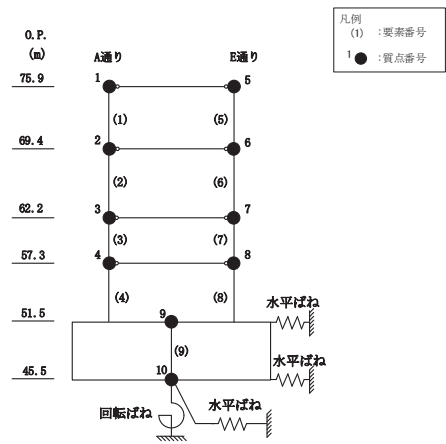 凡例
(1) :要素番号
1 :質点番号
O.P.
(m)
A通り
E通り
75.9
1
5
(1)
(5)
69.4
2
6
(2)
(6)
62.2
3
7
(3)
(7)
57.3
4
8
(4)
(8)
水平ばね
51.5
9
(9)
水平ばね
45.5
10
回転ばね
水平ばね